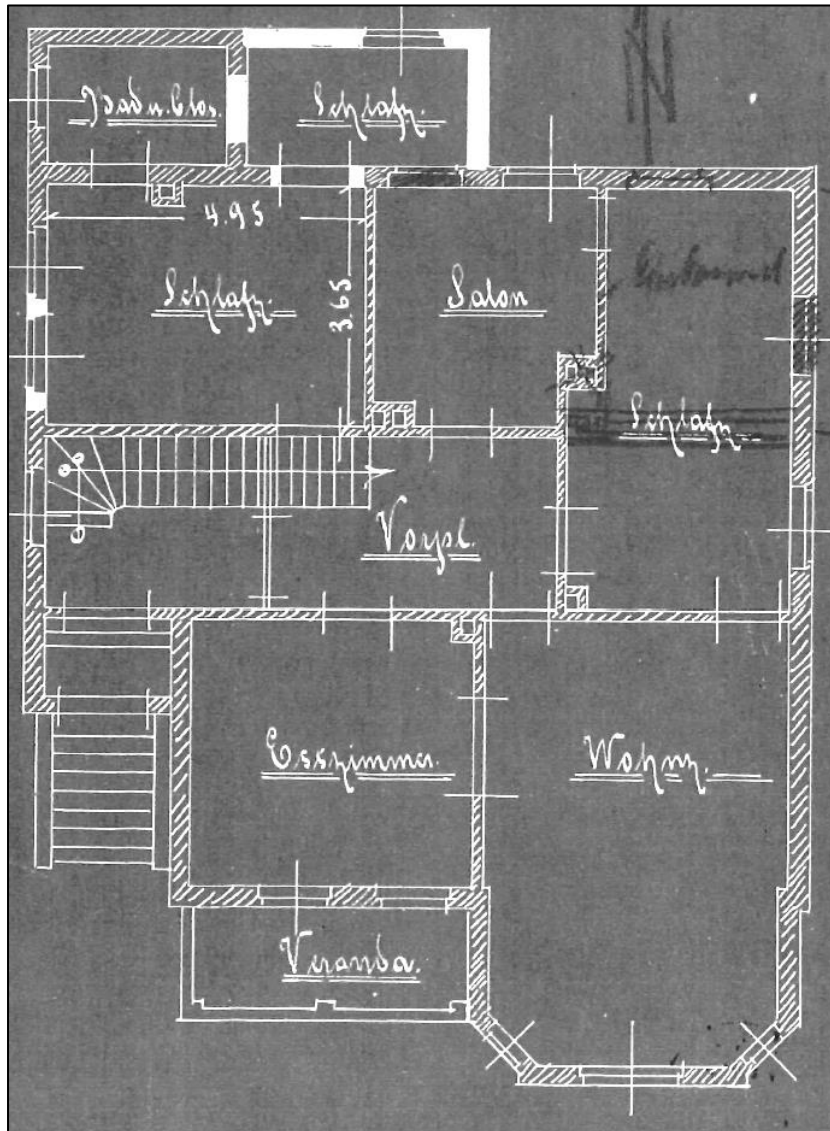 Bad u. Clos.
Schlafz.
N
4.95
Schlafz.
3.65
Salon
Schlafz
Vorpl.
Esszimmer.
Wohnz.
Veranda.